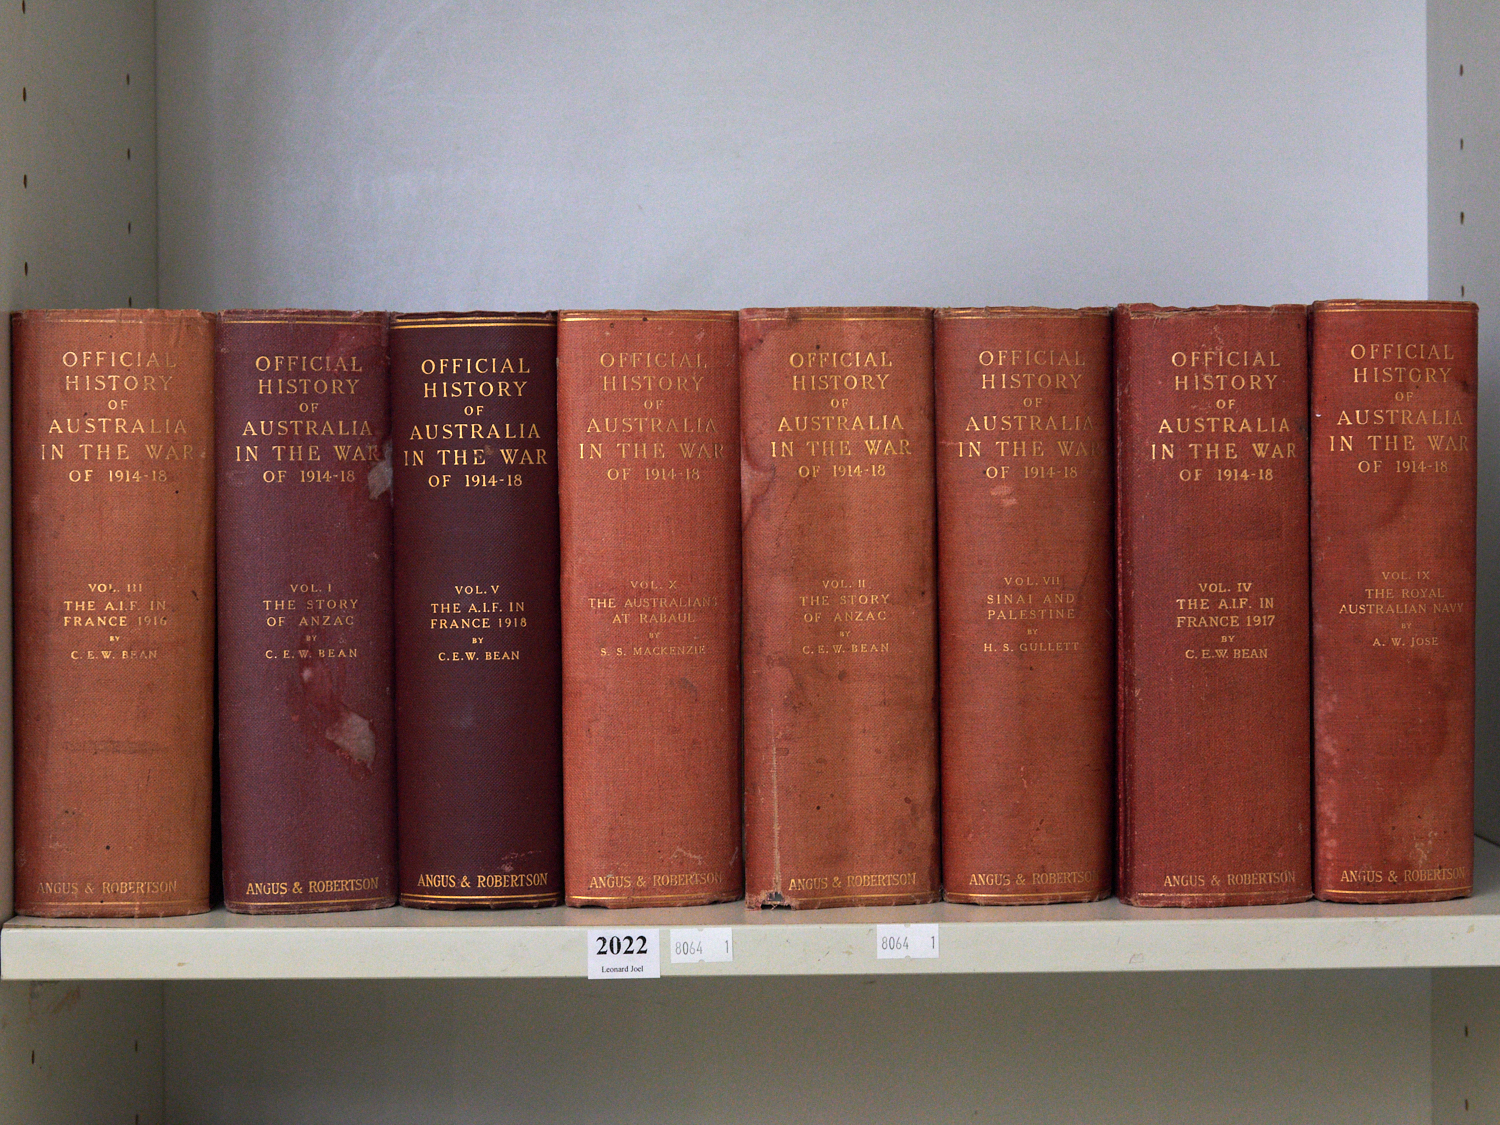 OFFICIAL
HISTORY
OF
AUSTRALIA
IN THE WAR
OF 1914-18
VOL. III
THE A.I.F. IN
FRANCE 1916
BY
C.E.W. BEAN
ANGUS & ROBERTSON
OFFICIAL
HISTORY
OF
AUSTRALIA
IN THE WAR
OF 1914-18
VOL. I
THE STORY
OF ANZAC
BY
C.E.W. BEAN
ANGUS & ROBERTSON
OFFICIAL
HISTORY
OF
AUSTRALIA
IN THE WAR
OF 1914-18
VOL. V
THE A.I.F. IN
FRANCE 1918
BY
C.E.W. BEAN
ANGUS & ROBERTSON
OFFICIAL
HISTORY
OF
AUSTRALIA
IN THE WAR
OF 1914-18
VOL. X
THE AUSTRALIANS
AT RABAUL
BY
S. S. MACKENZIE
ANGUS & ROBERTSON
OFFICIAL
HISTORY
OF
AUSTRALIA
IN THE WAR
OF 1914-18
VOL. II
THE STORY
OF ANZAC
BY
C.E.W. BEAN
ANGUS & ROBERTSON
OFFICIAL
HISTORY
OF
AUSTRALIA
IN THE WAR
OF 1914-18
VOL. VII
SINAI AND
PALESTINE
BY
H. S. GULLETT
ANGUS & ROBERTSON
OFFICIAL
HISTORY
OF
AUSTRALIA
IN THE WAR
OF 1914-18
VOL. IV
THE A.I.F. IN
FRANCE 1917
BY
C.E.W. BEAN
ANGUS & ROBERTSON
OFFICIAL
HISTORY
OF
AUSTRALIA
IN THE WAR
OF 1914-18
VOL. IX
THE ROYAL
AUSTRALIAN NAVY
BY
A. W. JOSE
ANGUS & ROBERTSON
2022
Leonard Joel
8064 1
8064 1